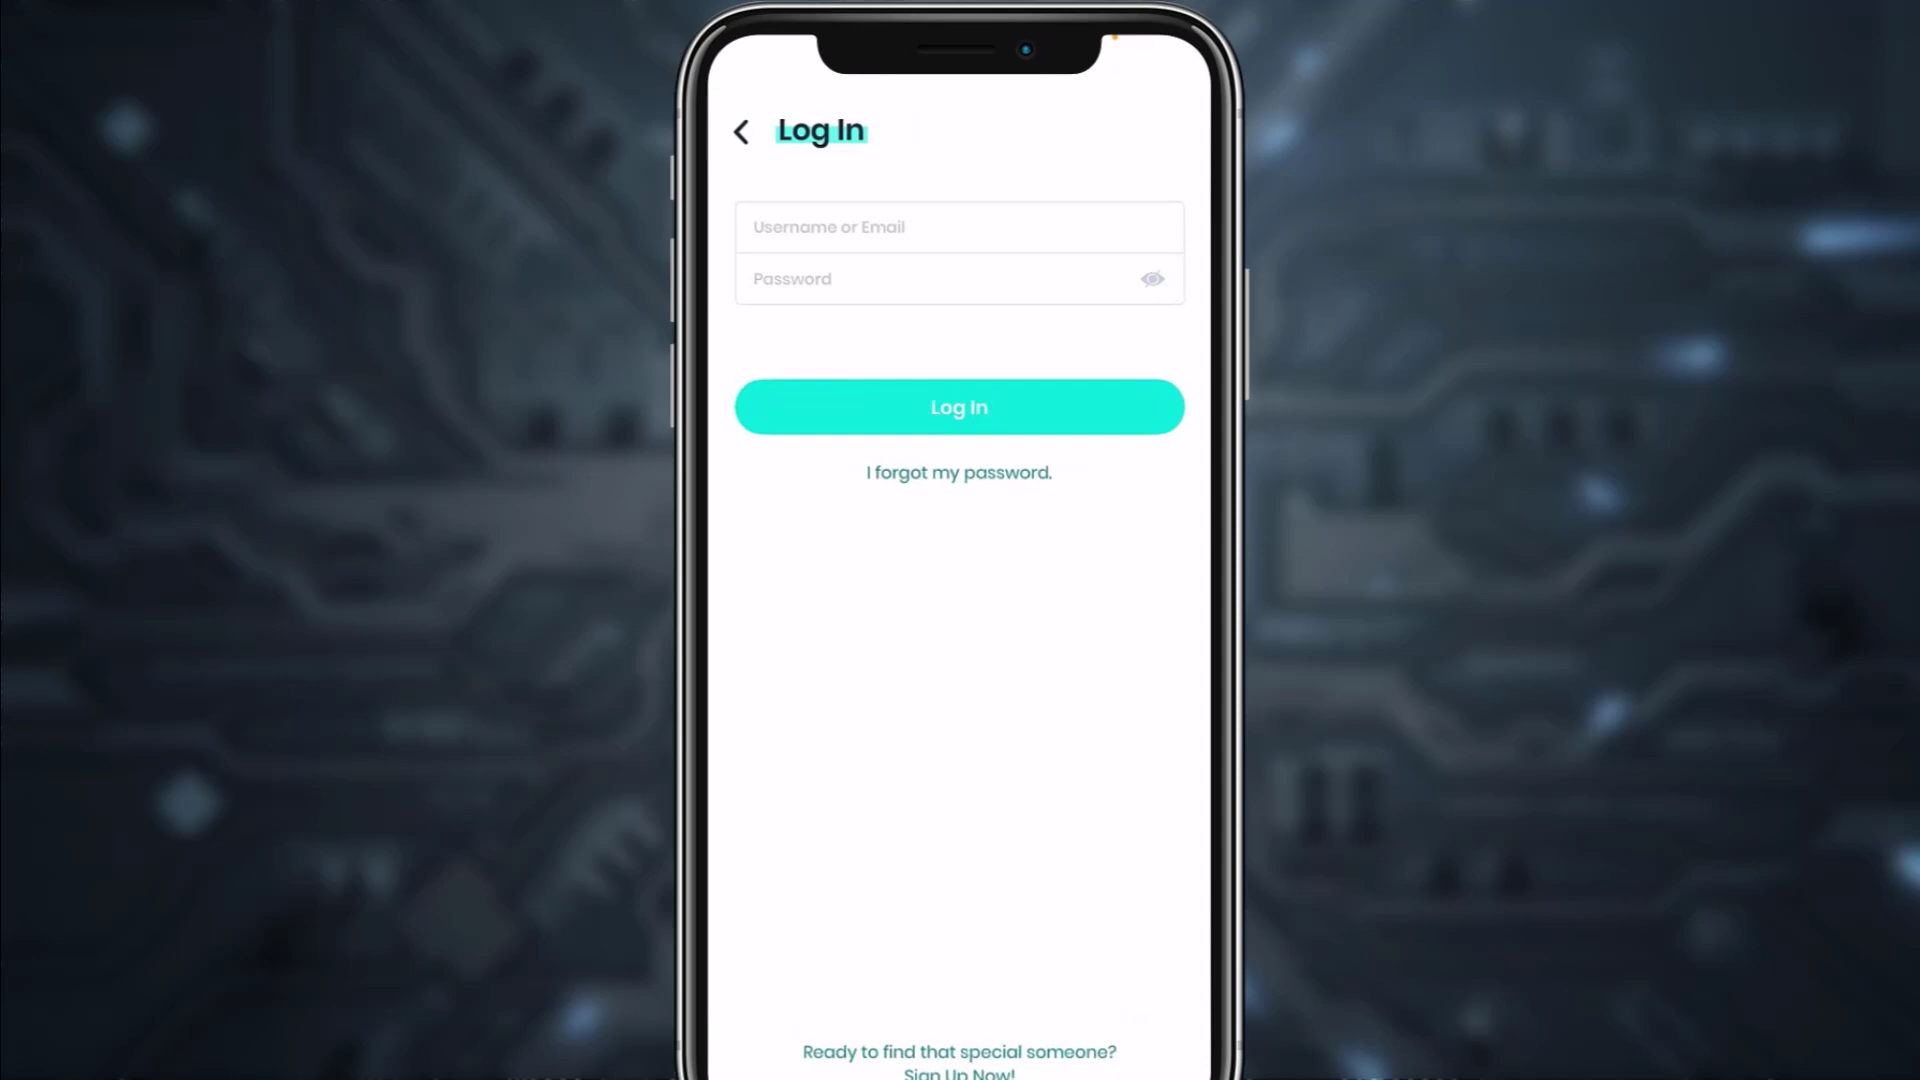 Log In
Username or Email
Password
Log In
I forgot my password.
Ready to find that special someone?
Sign Up Now!